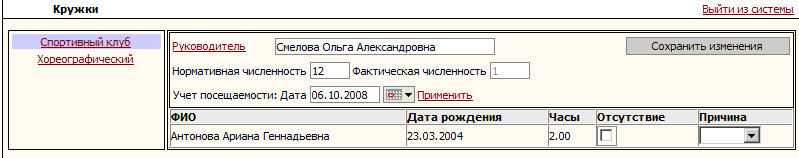 Кружки Выйти из системы
Спортивный клуб
Хореографический
Руководитель Смелова Ольга Александровна Сохранить изменения
Нормативная численность 12 Фактическая численность 1
Учет посещаемости: Дата 06.10.2008 Применить
ФИО Дата рождения Часы Отсутствие Причина
Антонова Ариана Геннадьевна 23.03.2004 2.00